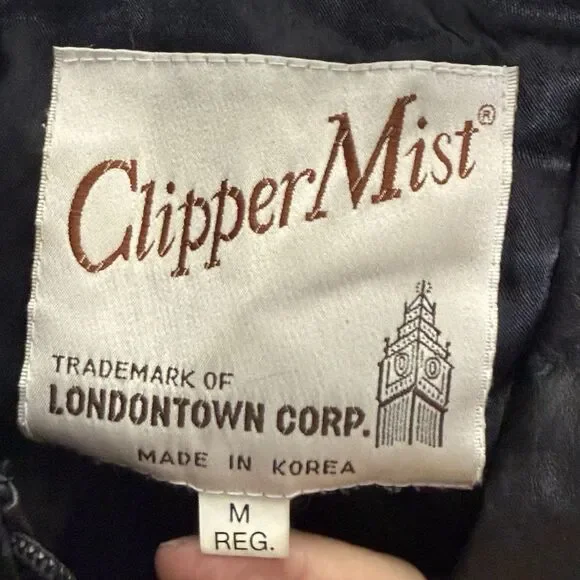 ClipperMist®
TRADEMARK OF
LONDONTOWN CORP.
MADE IN KOREA
M
REG.